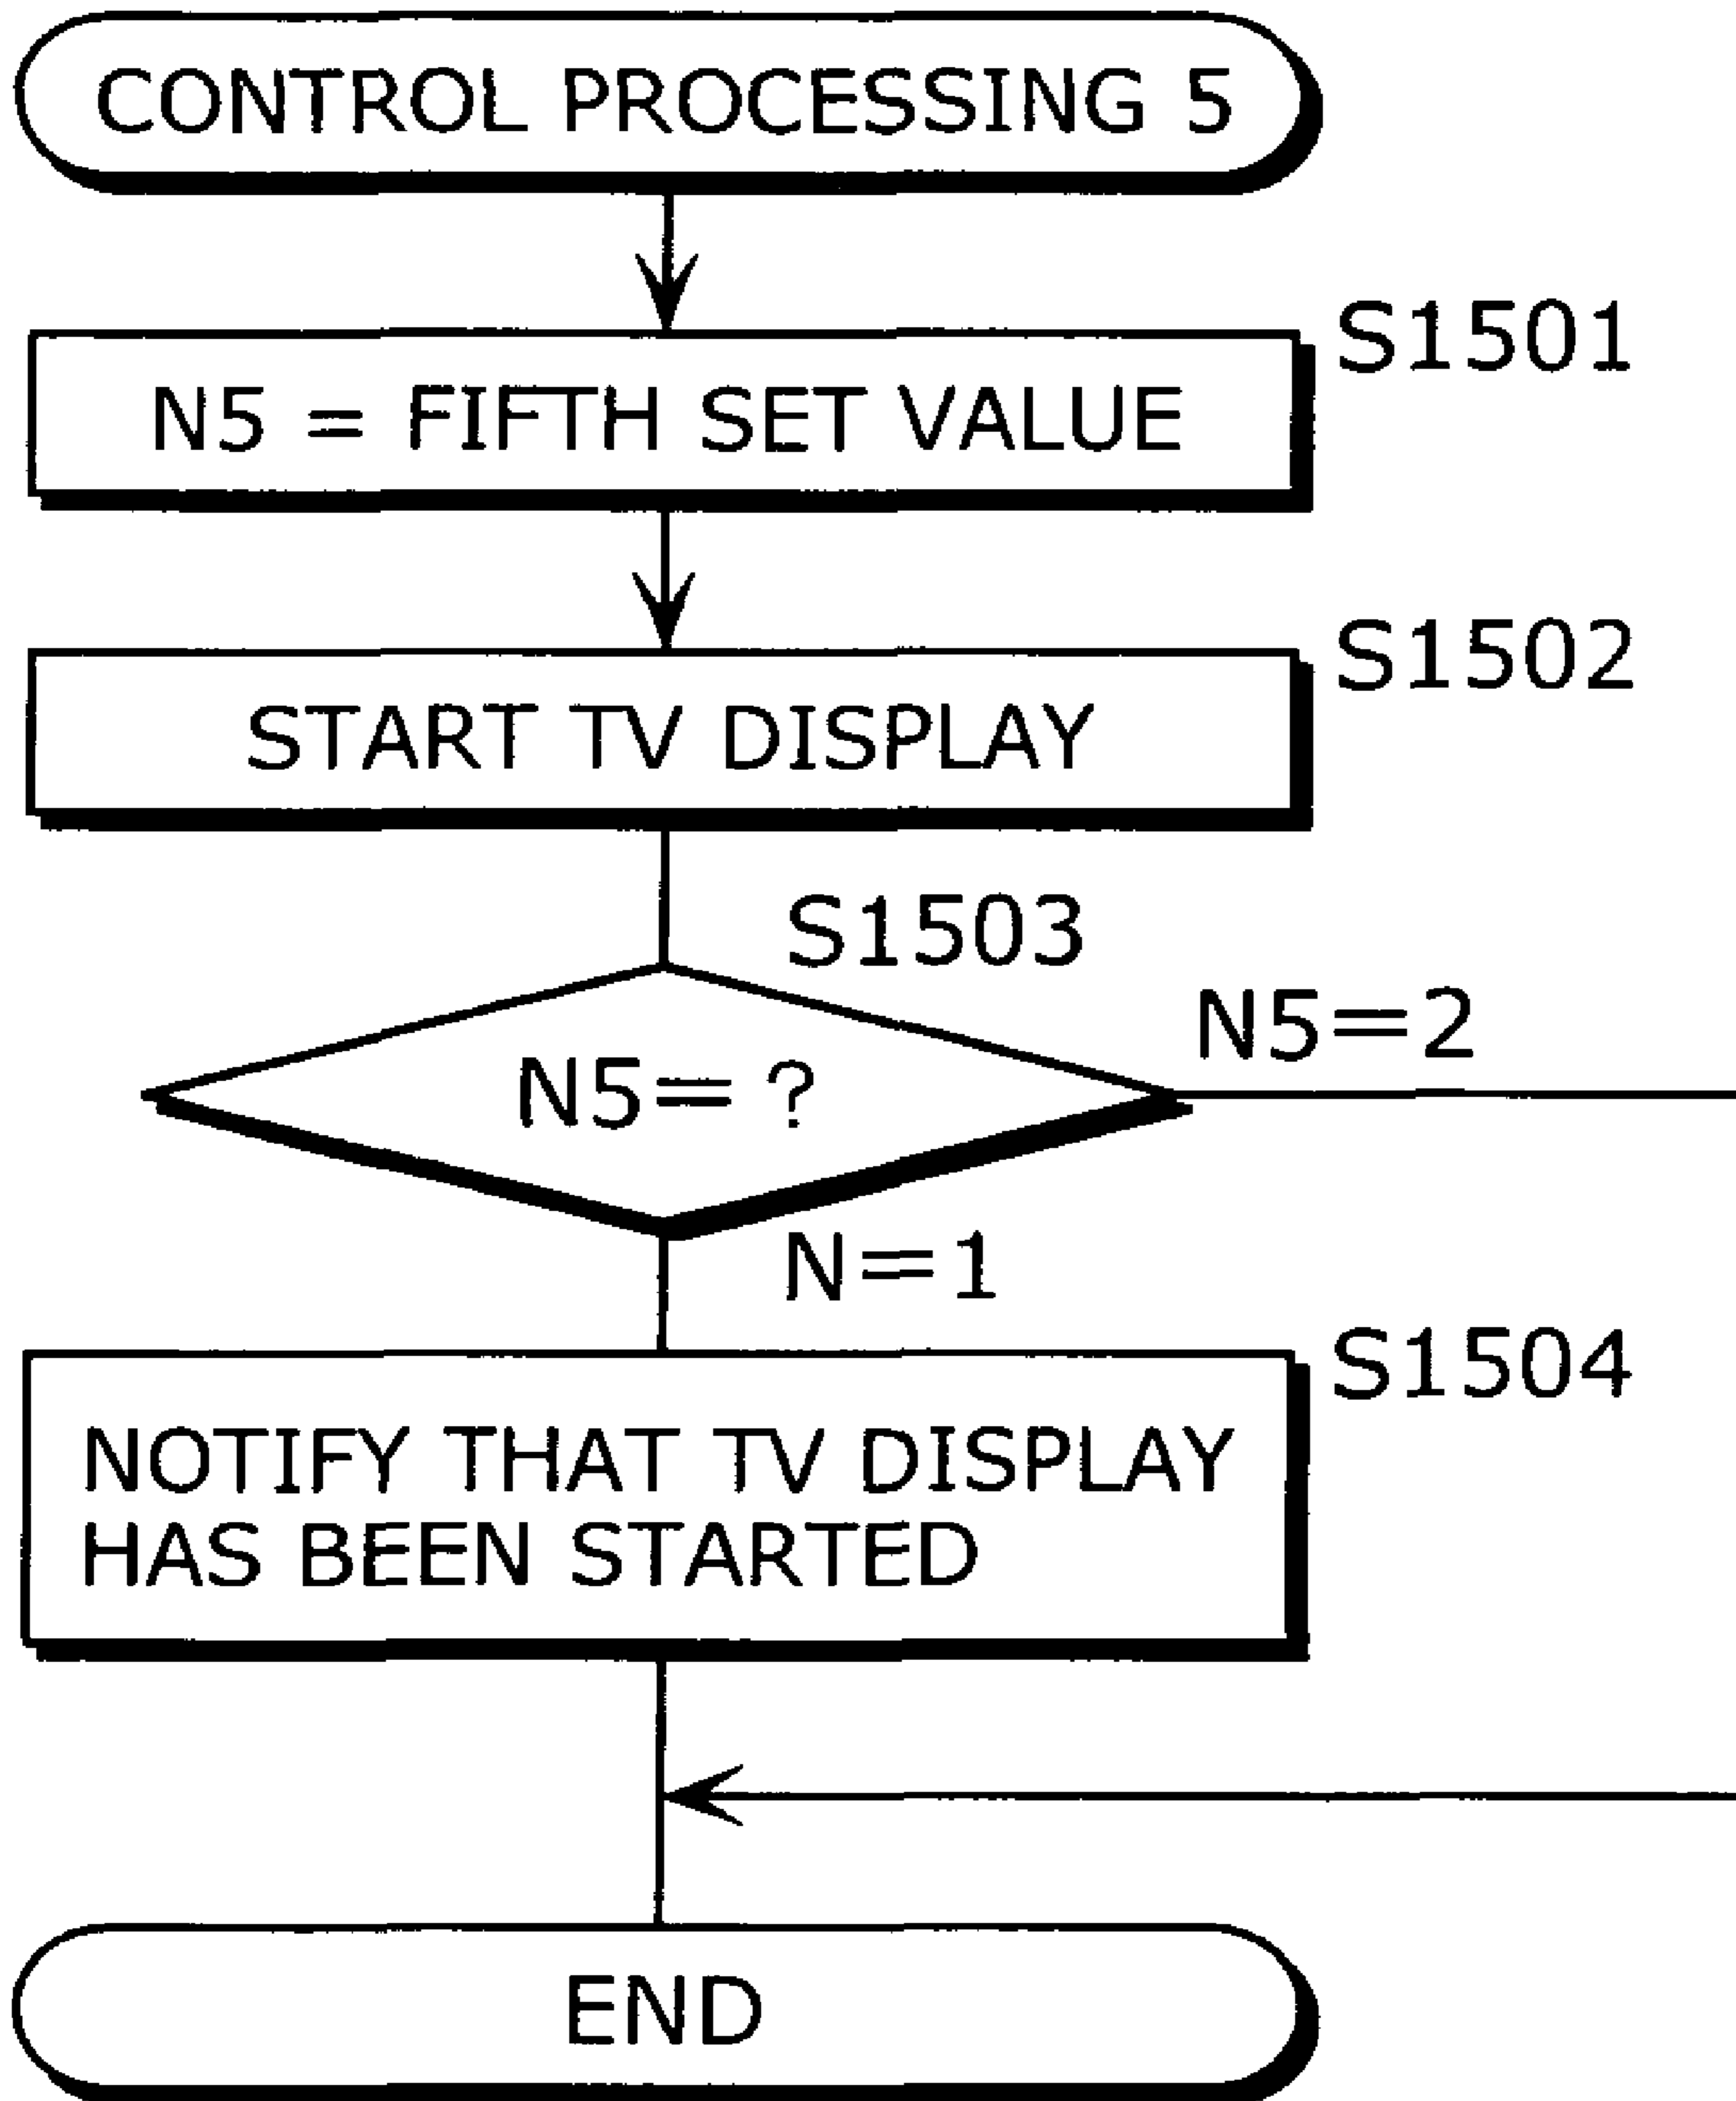 CONTROL PROCESSING 5
S1501
N5 = FIFTH SET VALUE
S1502
START TV DISPLAY
S1503
N5=2
N5=?
N=1
S1504
NOTIFY THAT TV DISPLAY
HAS BEEN STARTED
END